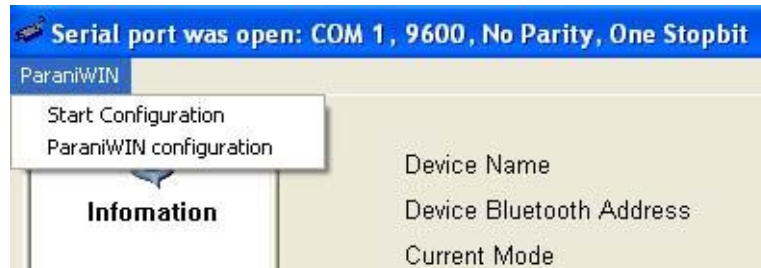 Serial port was open: COM 1, 9600, No Parity, One Stopbit
ParaniWIN
Start Configuration
ParaniWIN configuration
Infomation
Device Name
Device Bluetooth Address
Current Mode